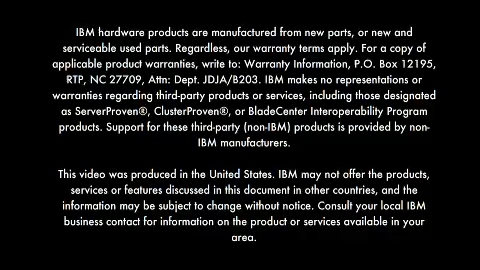 IBM hardware products are manufactured from new parts, or new and
serviceable used parts. Regardless, our warranty terms apply. For a copy of
applicable product warranties, write to: Warranty Information, P.O. Box 12195,
RTP, NC 27709, Attn: Dept. JDJA/B203. IBM makes no representations or
warranties regarding third-party products or services, including those designated
as ServerProven®, ClusterProven®, or BladeCenter Interoperability Program
products. Support for these third-party (non-IBM) products is provided by non-
IBM manufacturers.
This video was produced in the United States. IBM may not offer the products,
services or features discussed in this document in other countries, and the
information may be subject to change without notice. Consult your local IBM
business contact for information on the product or services available in your
area.